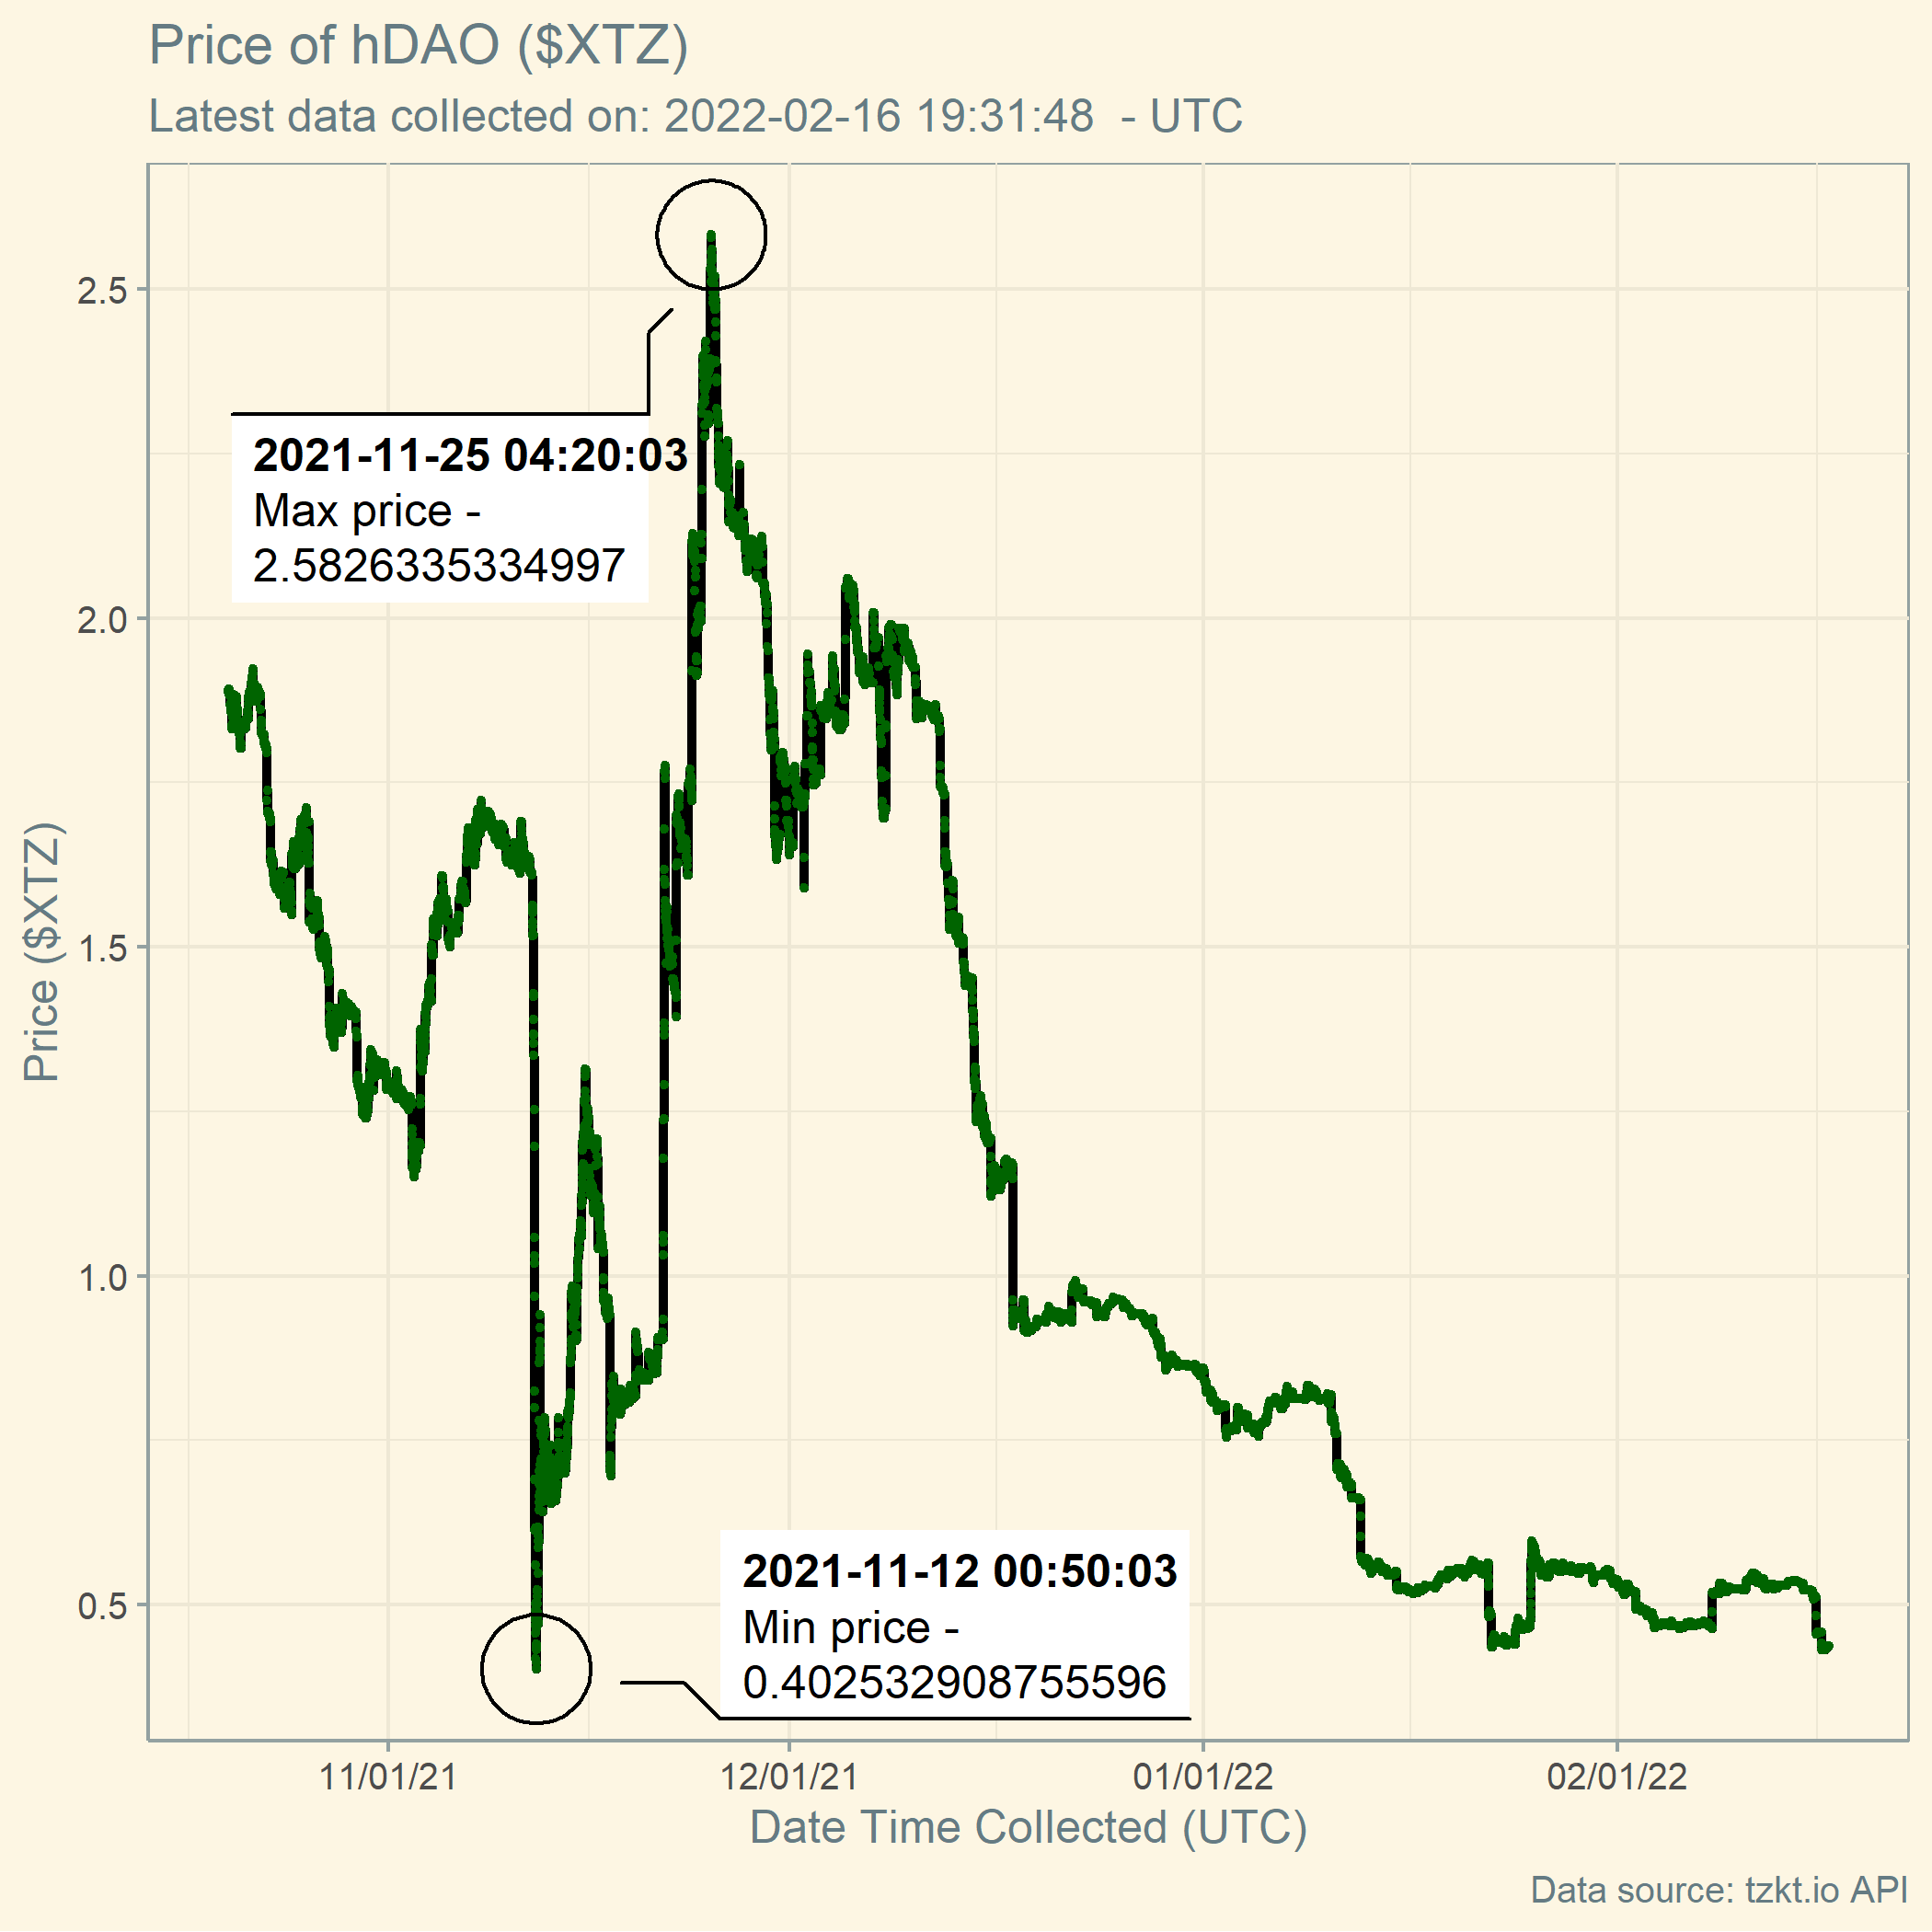 Price of hDAO ($XTZ)
Latest data collected on: 2022-02-16 19:31:48  - UTC
2.5
2.0
1.5
1.0
0.5
Price ($XTZ)
2021-11-25 04:20:03
Max price -
2.5826335334997
2021-11-12 00:50:03
Min price -
0.402532908755596
11/01/21
12/01/21
01/01/22
02/01/22
Date Time Collected (UTC)
Data source: tzkt.io API